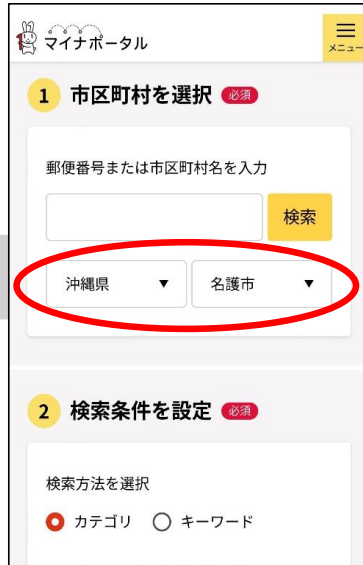 マイナポータル
メニュー
1 市区町村を選択 必須
郵便番号または市区町村名を入力
検索
沖縄県 ▼ 名護市 ▼
2 検索条件を設定 必須
検索方法を選択
カテゴリ キーワード